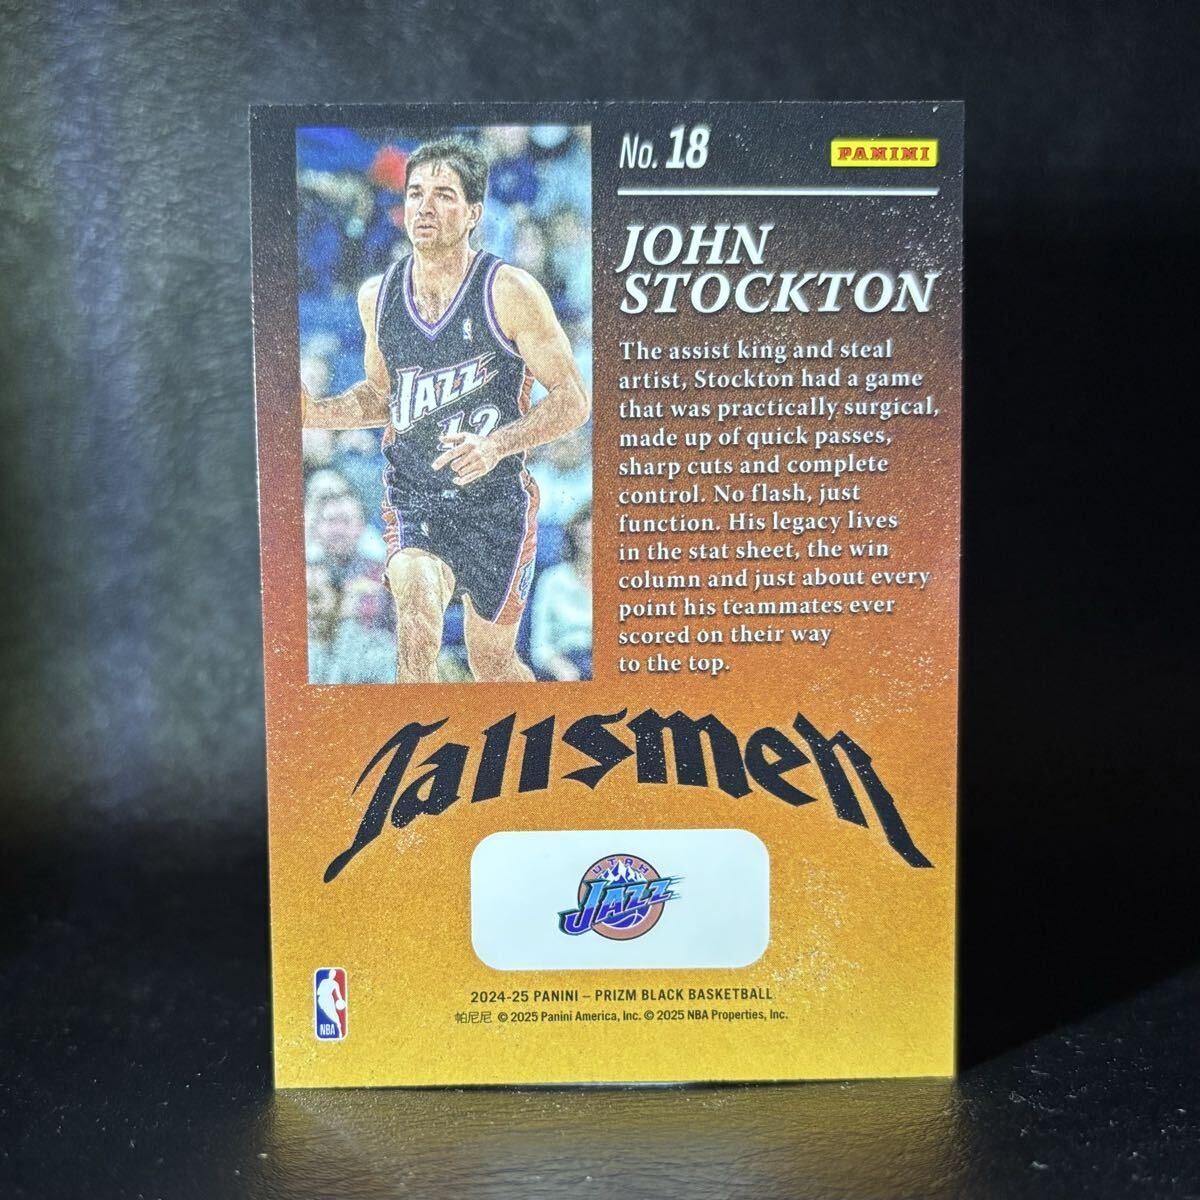 No. 18
PANINI
JOHN
STOCKTON
The assist king and steal
artist, Stockton had a game
that was practically surgical,
made up of quick passes,
sharp cuts and complete
control. No flash, just
function. His legacy lives
in the stat sheet, the win
column and just about every
point his teammates ever
scored on their way
to the top.
JAZZ
12
Talismen
UTAH
JAZZ
NBA
2024-25 PANINI – PRIZM BLACK BASKETBALL
帕尼尼 © 2025 Panini America, Inc. © 2025 NBA Properties, Inc.